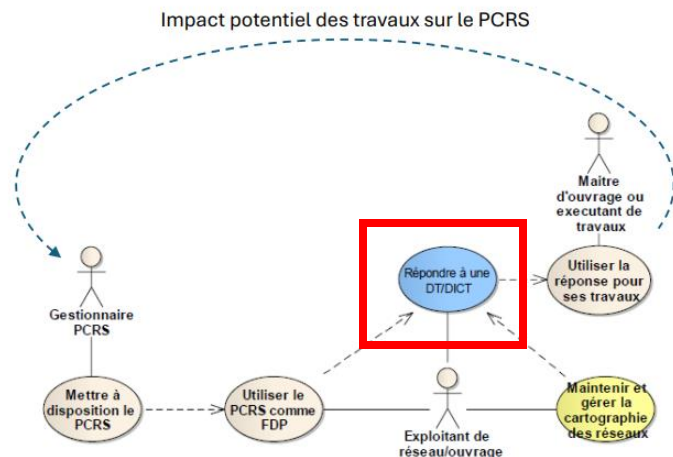 Impact potentiel des travaux sur le PCRS
Maitre
d'ouvrage ou
executant de
travaux
Répondre à une
DT/DICT
Utiliser la
réponse pour
ses travaux
Gestionnaire
PCRS
Mettre à
disposition le
PCRS
Utiliser le
PCRS comme
FDP
Exploitant de
réseau/ouvrage
Maintenir et
gérer la
cartographie
des réseaux